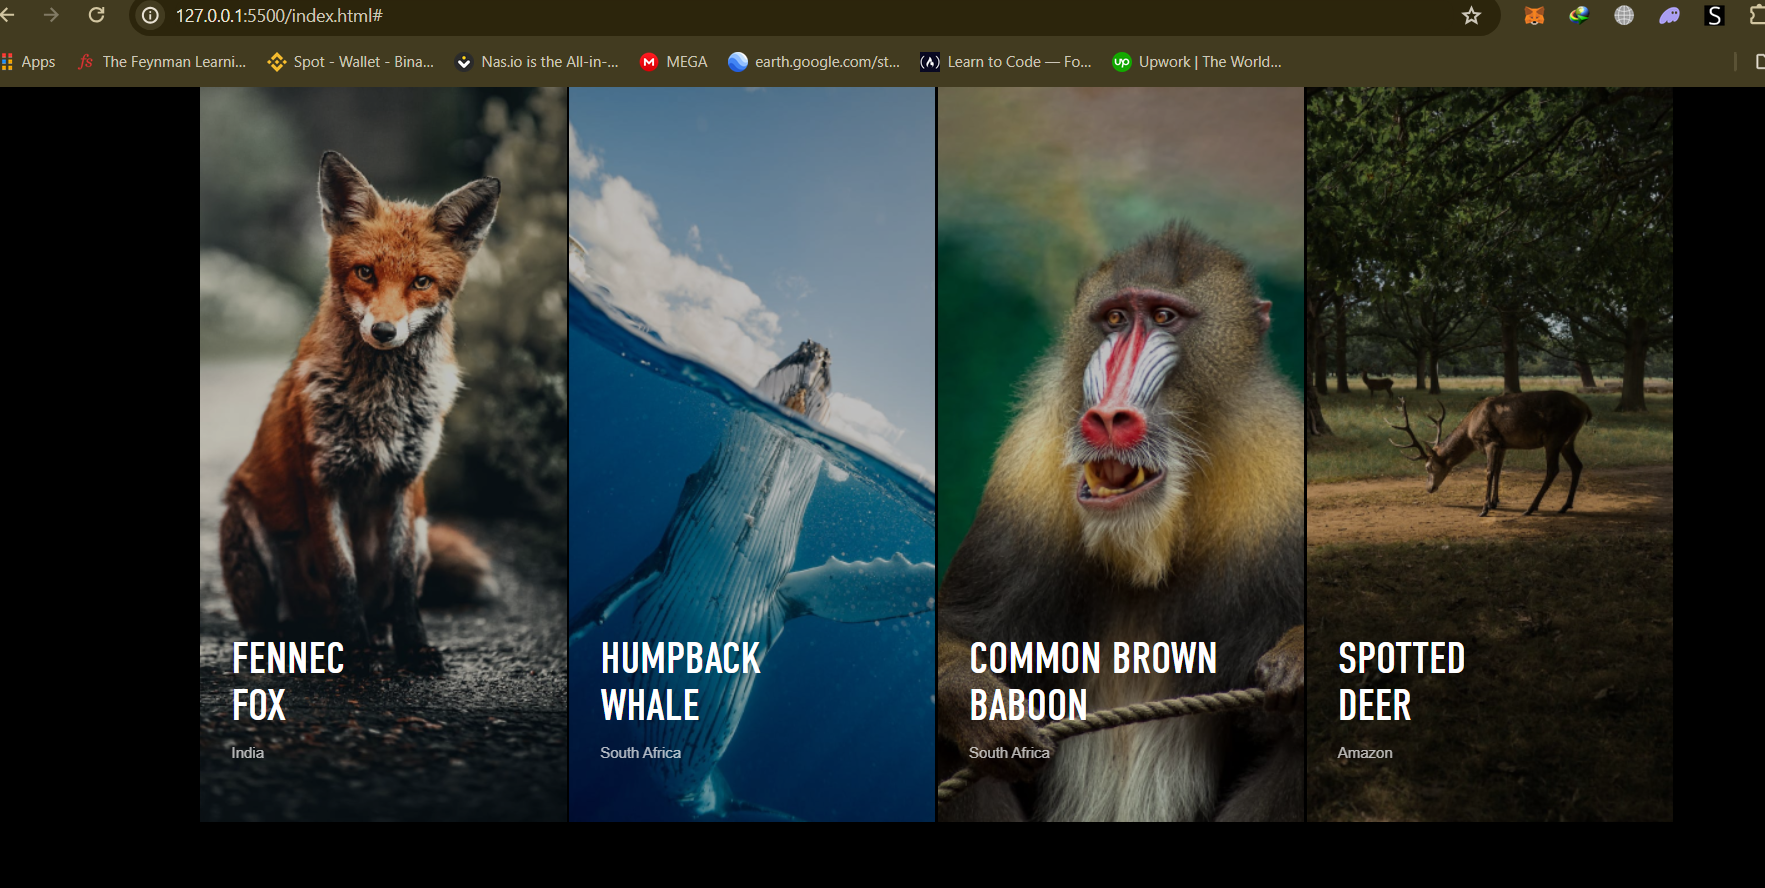 127.0.0.1:5500/index.html#
Apps
fs The Feynman Learni...
Spot - Wallet - Bina...
Nas.io is the All-in-...
M MEGA
earth.google.com/st...
Learn to Code — Fo...
up Upwork | The World...
S
FENNEC
FOX
India
HUMPBACK
WHALE
South Africa
COMMON BROWN
BABOON
South Africa
SPOTTED
DEER
Amazon